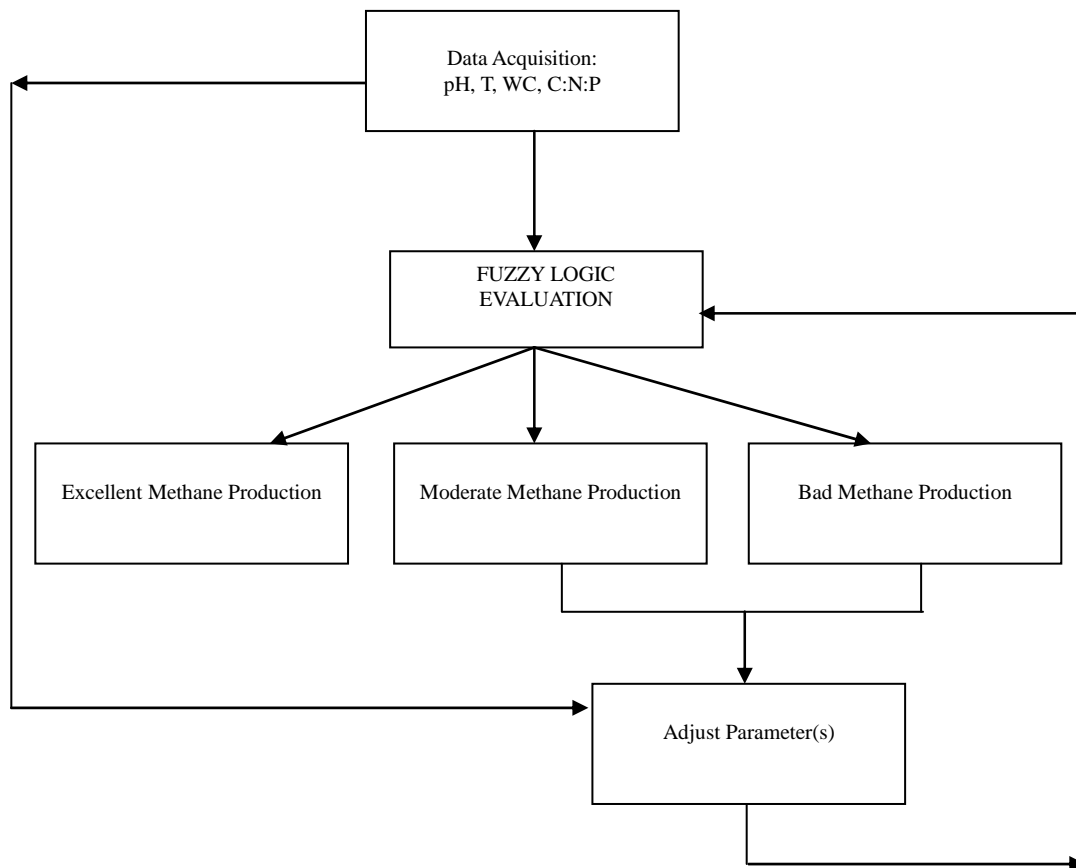 Data Acquisition:
pH, T, WC, C:N:P
FUZZY LOGIC
EVALUATION
Excellent Methane Production
Moderate Methane Production
Bad Methane Production
Adjust Parameter(s)